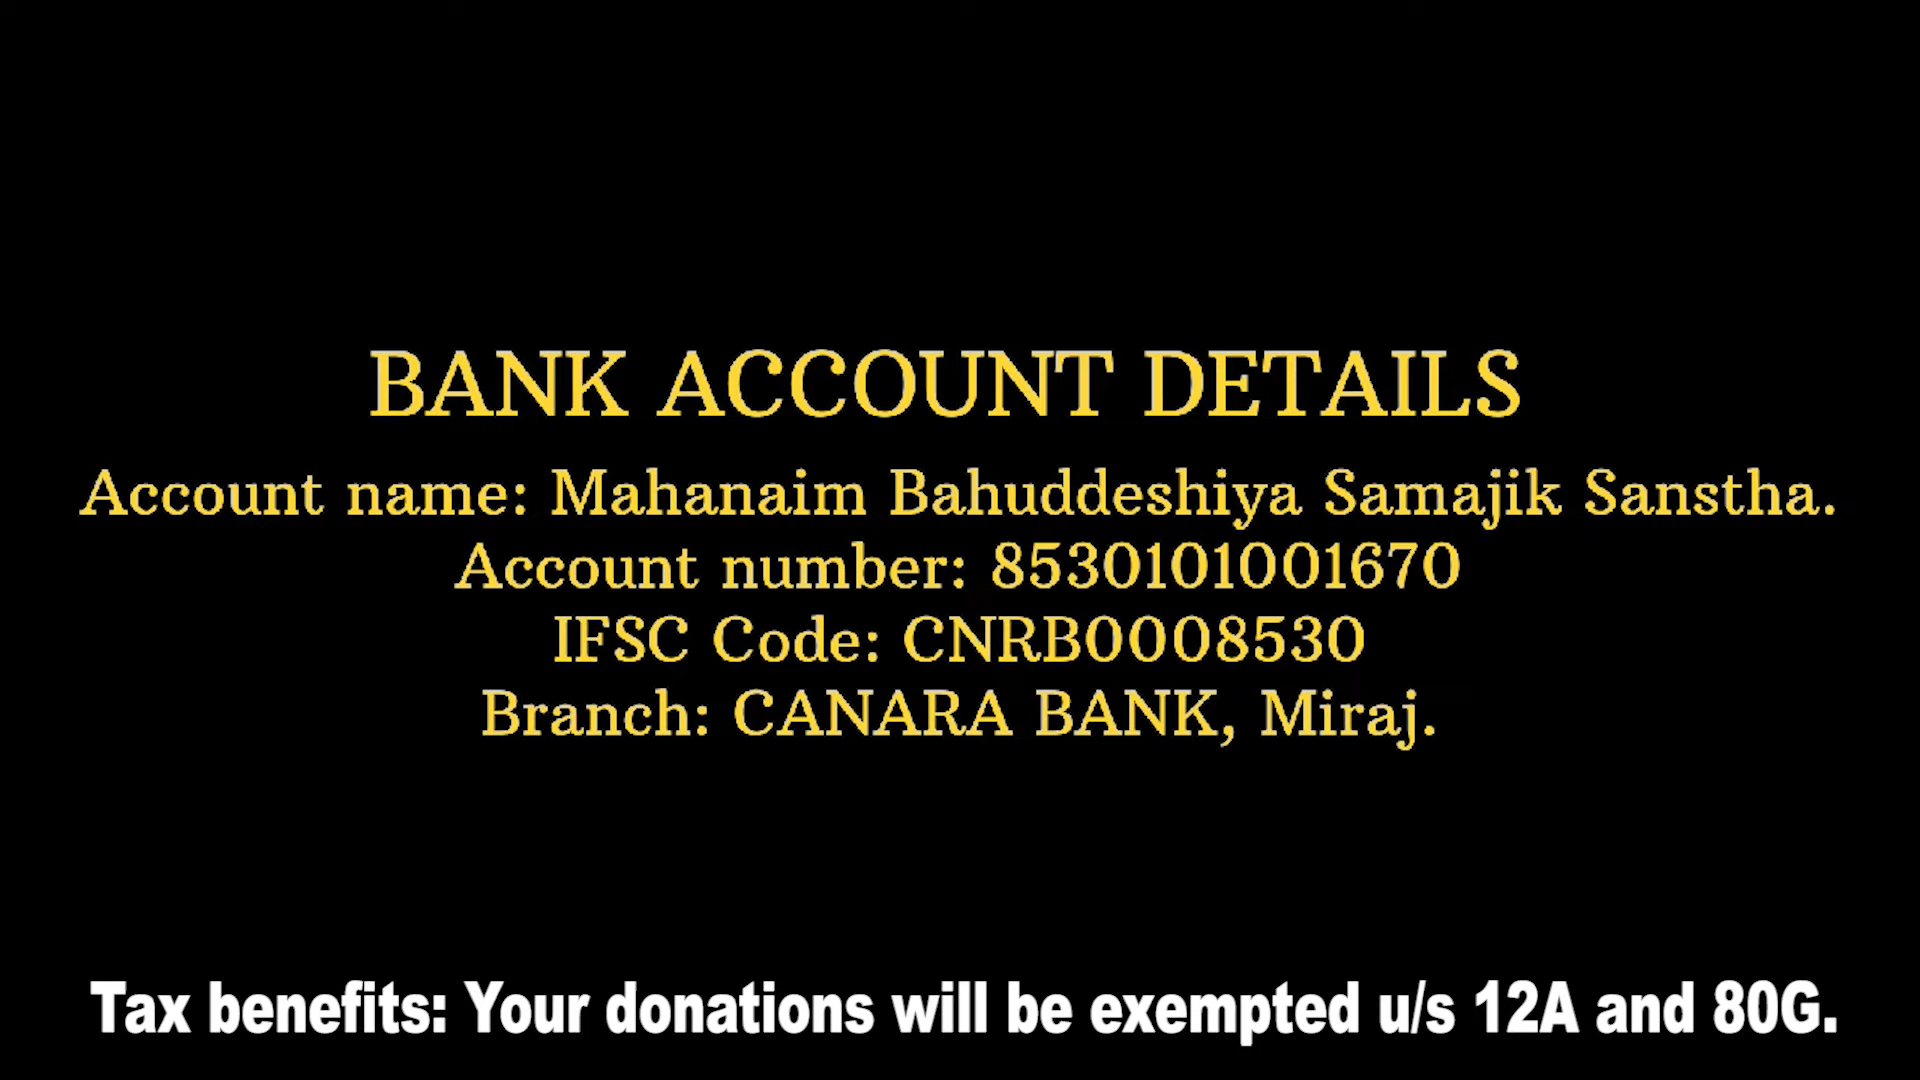 BANK ACCOUNT DETAILS
Account name: Mahanaim Bahuddeshiya Samajik Sanstha.
Account number: 8530101001670
IFSC Code: CNRB0008530
Branch: CANARA BANK, Miraj.
Tax benefits: Your donations will be exempted u/s 12A and 80G.